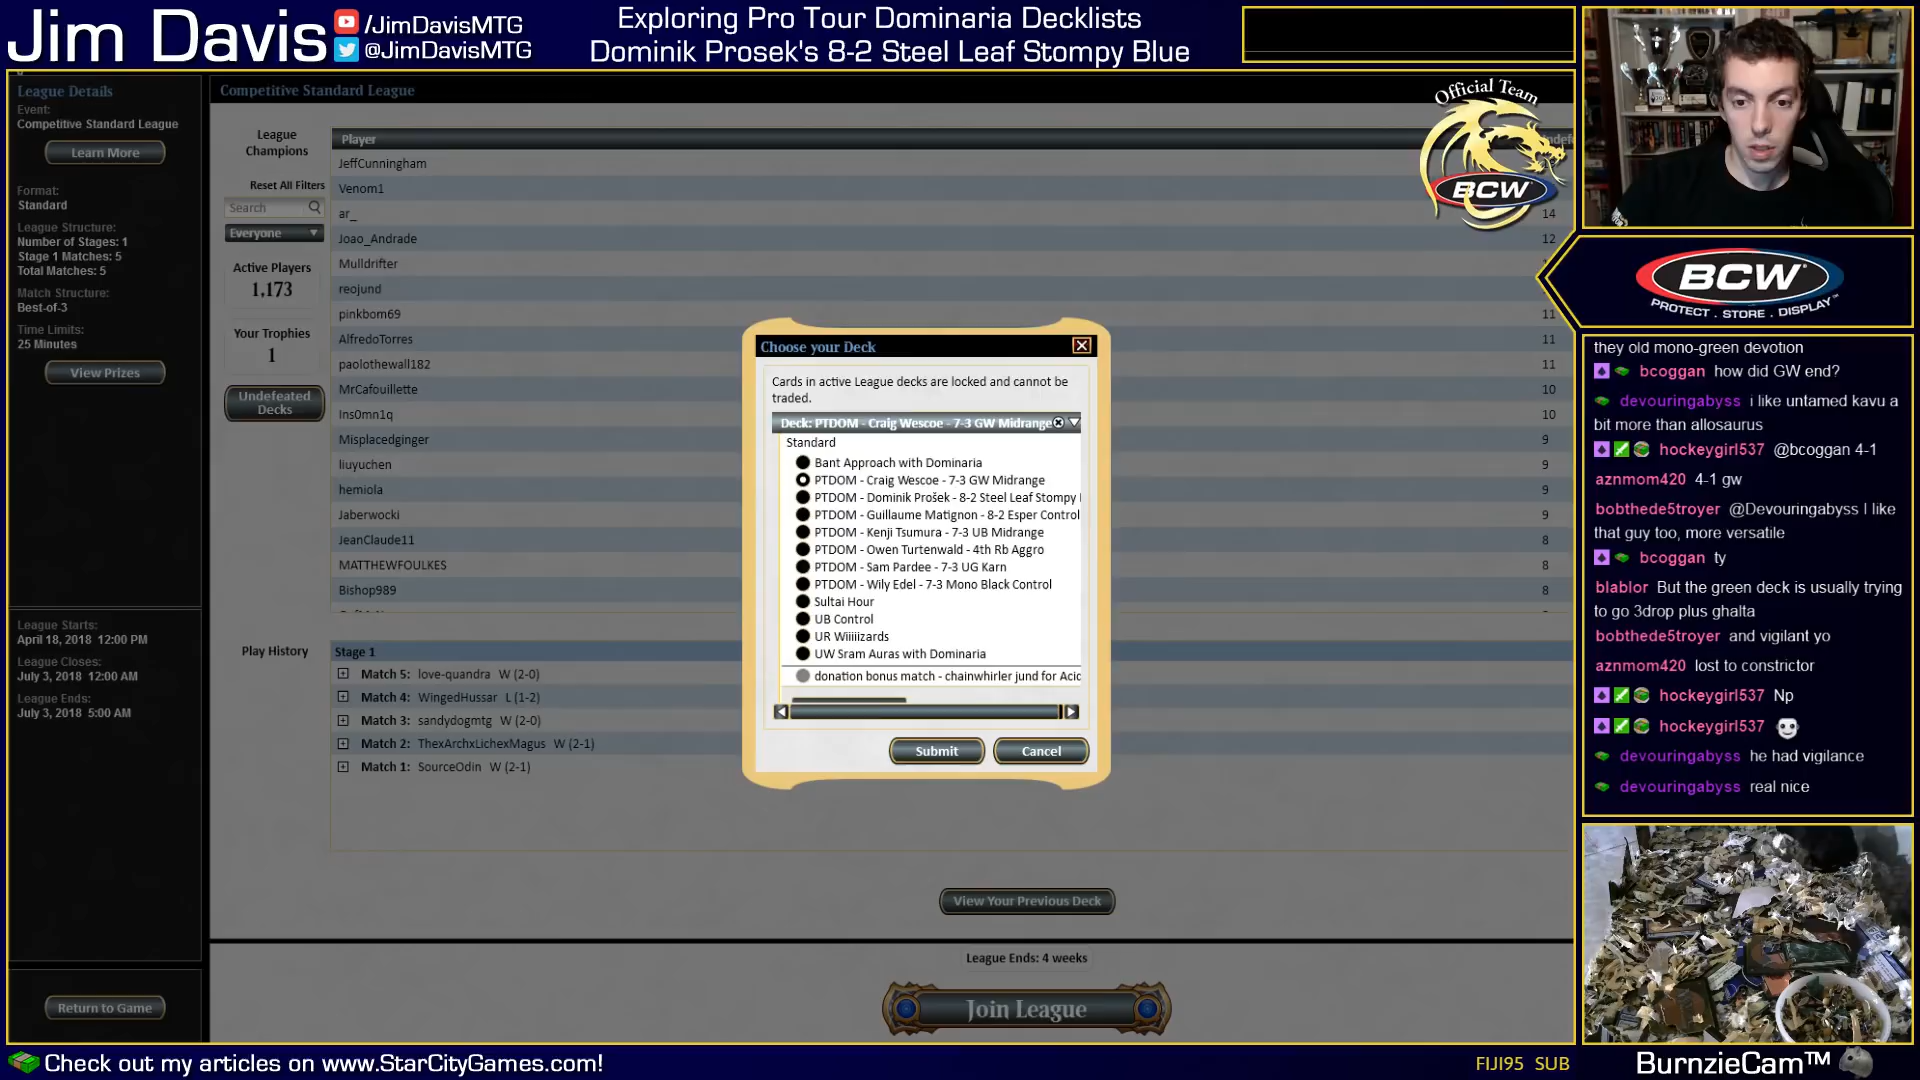 Jim Davis
/JimDavisMTG
@JimDavisMTG
Exploring Pro Tour Dominaria Decklists
Dominik Prosek's 8-2 Steel Leaf Stompy Blue
League Details
Event:
Competitive Standard League
Learn More
Format:
Standard
League Structure:
Number of Stages: 1
Stage 1 Matches: 5
Total Matches: 5
Match Structure:
Best-of-3
Time Limits:
25 Minutes
View Prizes
League Starts:
April 18, 2018 12:00 PM
League Closes:
July 3, 2018 12:00 AM
League Ends:
July 3, 2018 5:00 AM
Return to Game
Competitive Standard League
League
Champions
Reset All Filters
Search
Everyone
Active Players
1,173
Your Trophies
1
Undefeated
Decks
Player
JeffCunningham
Venom1
ar_
14
Joao_Andrade
12
Mulldrifter
reojund
pinkbom69
11
AlfredoTorres
11
paolothewall182
11
MrCafouillette
10
Ins0mn1q
10
Misplacedginger
9
liuyuchen
9
hemiola
9
Jaberwocki
9
JeanClaude11
8
MATTHEWFOULKES
8
Bishop989
8
Play History
Stage 1
Match 5: love-quandra W (2-0)
Match 4: WingedHussar L (1-2)
Match 3: sandydogmtg W (2-0)
Match 2: ThexArchxLichexMagus W (2-1)
Match 1: SourceOdin W (2-1)
View Your Previous Deck
League Ends: 4 weeks
Join League
Choose your Deck
Cards in active League decks are locked and cannot be
traded.
Deck: PTDOM - Craig Wescoe - 7-3 GW Midrange
Standard
Bant Approach with Dominaria
PTDOM - Craig Wescoe - 7-3 GW Midrange
PTDOM - Dominik Prošek - 8-2 Steel Leaf Stompy
PTDOM - Guillaume Matignon - 8-2 Esper Control
PTDOM - Kenji Tsumura - 7-3 UB Midrange
PTDOM - Owen Turtenwald - 4th Rb Aggro
PTDOM - Sam Pardee - 7-3 UG Karn
PTDOM - Wily Edel - 7-3 Mono Black Control
Sultai Hour
UB Control
UR Wiiiiizards
UW Sram Auras with Dominaria
donation bonus match - chainwhirler jund for Acid
Submit
Cancel
Official Team
BCW
BCW
PROTECT . STORE . DISPLAY
they old mono-green devotion
bcoggan how did GW end?
devouringabyss i like untamed kavu a
bit more than allosaurus
hockeygirl537 @bcoggan 4-1
aznmom420 4-1 gw
bobthede5troyer @Devouringabyss I like
that guy too, more versatile
bcoggan ty
blablor But the green deck is usually trying
to go 3drop plus ghalta
bobthede5troyer and vigilant yo
aznmom420 lost to constrictor
hockeygirl537 Np
hockeygirl537
devouringabyss he had vigilance
devouringabyss real nice
Check out my articles on www.StarCityGames.com!
FIJI95 SUB
BurnzieCam™